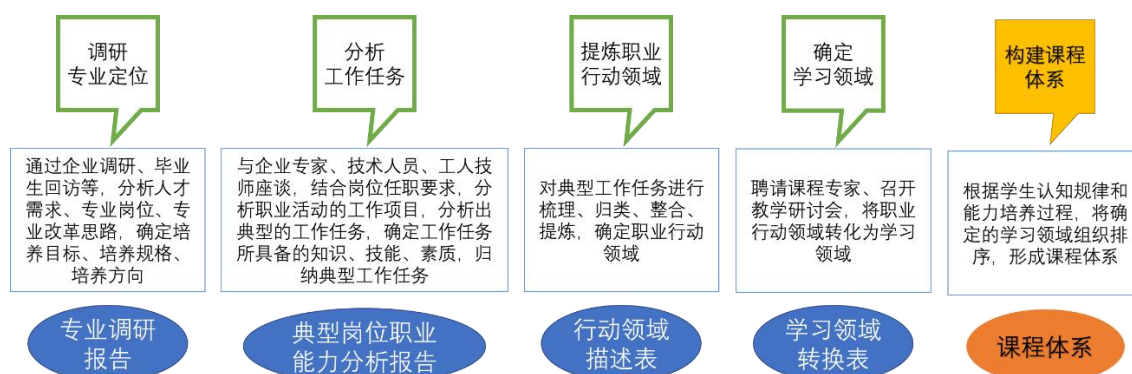 调研
专业定位
分析
工作任务
提炼职业
行动领域
确定
学习领域
构建课程
体系
通过企业调研、毕业
生回访等，分析人才
需求、专业岗位、专
业改革思路，确定培
养目标、培养规格、
培养方向
与企业专家、技术人员、工人技
师座谈，结合岗位任职要求，分
析职业活动的工作项目，分析出
典型的工作任务，确定工作任务
所具备的知识、技能、素质，归
纳典型工作任务
对典型工作任务进行
梳理、归类、整合、
提炼，确定职业行动
领域
聘请课程专家、召开
教学研讨会，将职业
行动领域转化为学习
领域
根据学生认知规律和
能力培养过程，将确
定的学习领域组织排
序，形成课程体系
专业调研
报告
典型岗位职业
能力分析报告
行动领域
描述表
学习领域
转换表
课程体系